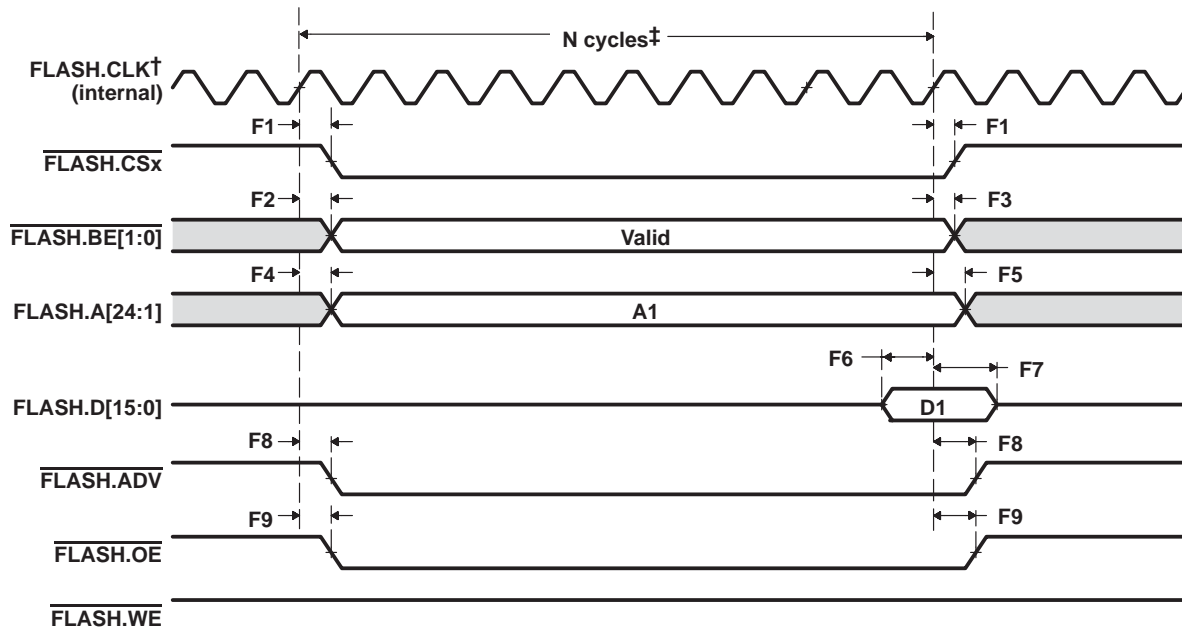 N cycles‡
FLASH.CLK†
(internal)
F1
F1
FLASH.CSx
F2
F3
FLASH.BE[1:0]
Valid
F4
F5
FLASH.A[24:1]
A1
F6
F7
FLASH.D[15:0]
D1
F8
F8
FLASH.ADV
F9
F9
FLASH.OE
FLASH.WE